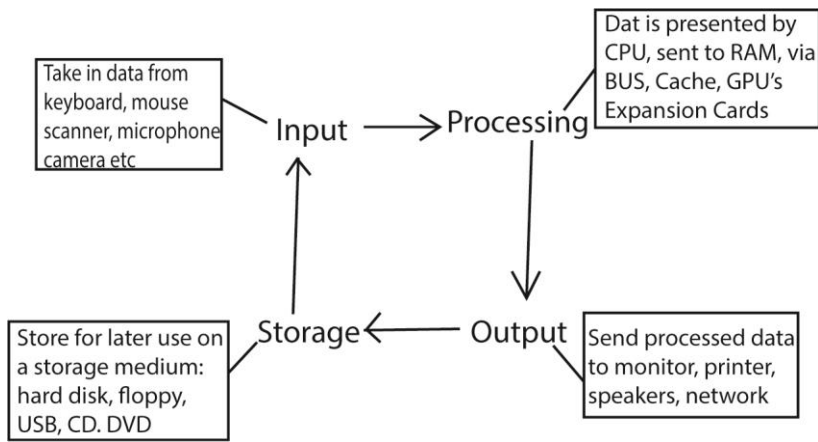 Dat is presented by
CPU, sent to RAM, via
BUS, Cache, GPU's
Expansion Cards
Take in data from
keyboard, mouse
scanner, microphone
camera etc
Input
Processing
Storage
Output
Store for later use on
a storage medium:
hard disk, floppy,
USB, CD. DVD
Send processed data
to monitor, printer,
speakers, network